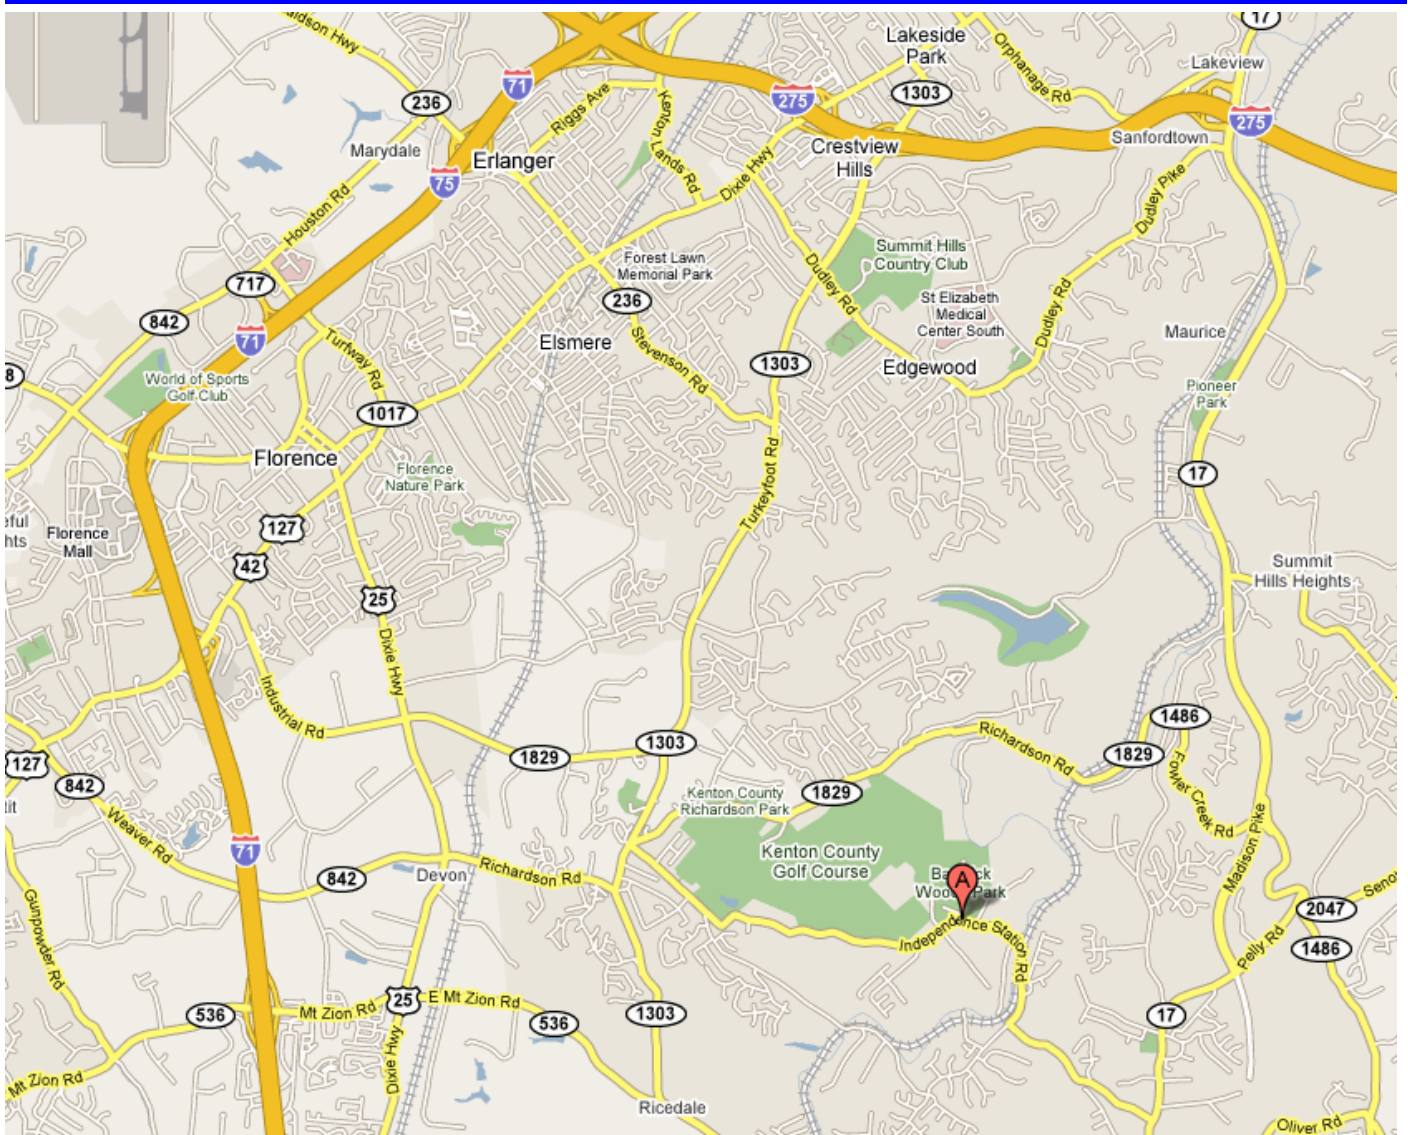 17
Lakeside
Park
Orphanage Rd
Lakeview
71
236
Riggs Ave
Kenton Lands Rd
275
1303
275
Sanfordtown
Marydale
Erlanger
Crestview
Hills
75
Dixie Hwy
Dudley Pike
Houston Rd
Summit Hills
Country Club
Forest Lawn
Memorial Park
717
Dudley Rd
236
St Elizabeth
Medical
Center South
Dudley Rd
842
71
Turfway Rd
Elsmere
Stevenson Rd
Maurice
1303
Edgewood
8
World of Sports
Golf Club
Pioneer
Park
1017
Florence
Florence
Nature Park
17
Turkeyfoot Rd
127
Florence
Mall
42
Summit
Hills Heights
25
Dixie Hwy
Industrial Rd
1486
Richardson Rd
1303
1829
1829
127
842
Fowler Creek Rd
Kenton County
Richardson Park
1829
Weaver Rd
71
Madison Pike
Kenton County
Golf Course
842
Devon
Richardson Rd
A
Park
2047
Gunpowder Rd
Independence Station Rd
Pelly Rd
1486
25
E Mt Zion Rd
536
Mt Zion Rd
536
1303
17
Dixie Hwy
Mt Zion Rd
Ricedale
Oliver Rd